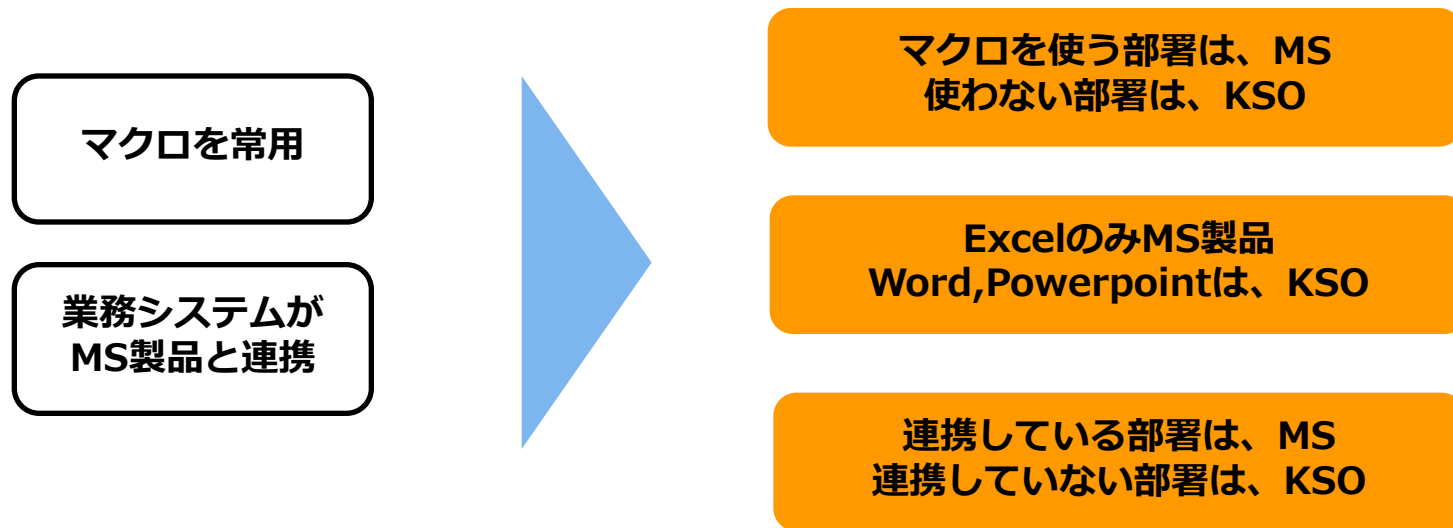 マクロを常用
業務システムが
MS製品と連携
マクロを使う部署は、MS
使わない部署は、KSO
ExcelのみMS製品
Word,Powerpointは、KSO
連携している部署は、MS
連携していない部署は、KSO